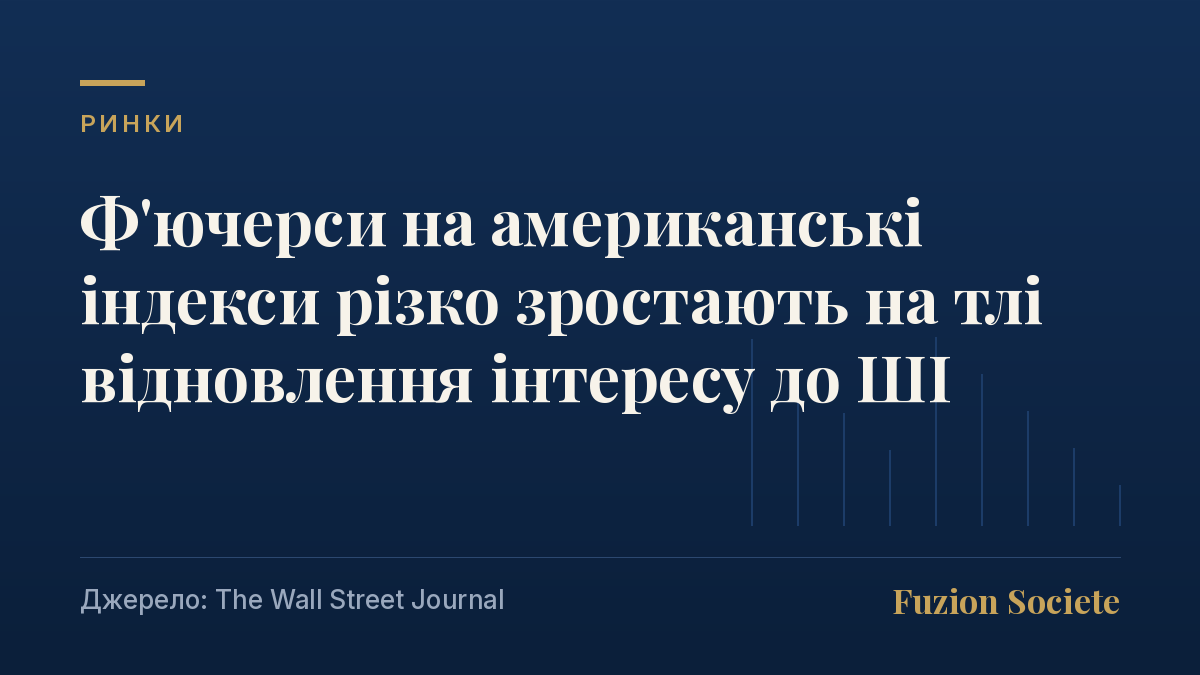 РИНКИ
Ф'ючерси на американські
індекси різко зростають на тлі
відновлення інтересу до ШІ
Джерело: The Wall Street Journal
Fuzion Societe